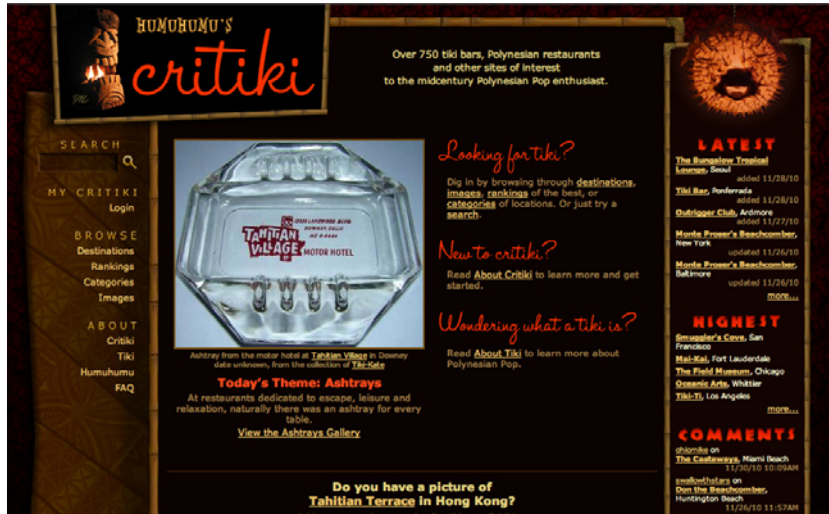 HUMUHUMU'S
critiki
Over 750 tiki bars, Polynesian restaurants
and other sites of interest
to the midcentury Polynesian Pop enthusiast.
SEARCH
MY CRITIKI
Login
BROWSE
Destinations
Rankings
Categories
Images
ABOUT
Critiki
Tiki
Humuhumu
FAQ
TAHITIAN
VILLAGE
MOTOR HOTEL
Ashtray from the motor hotel at Tahitian Village in Downey
date unknown, from the collection of Tiki-Kate
Today's Theme: Ashtrays
At restaurants dedicated to escape, leisure and
relaxation, naturally there was an ashtray for every
table.
View the Ashtrays Gallery
Looking for tiki?
Dig in by browsing through destinations,
images, rankings of the best, or
categories of locations. Or just try a
search.
New to critiki?
Read About Critiki to learn more and get
started.
Wondering what a tiki is?
Read About Tiki to learn more about
Polynesian Pop.
Do you have a picture of
Tahitian Terrace in Hong Kong?
LATEST
The Bungalow Tropical
Lounge, Seoul
added 11/28/10
Tiki Bar, Ponferrada
added 11/28/10
Outrigger Club, Ardmore
added 11/27/10
Monte Proser's Beachcomber,
New York
updated 11/26/10
Monte Proser's Beachcomber,
Baltimore
updated 11/26/10
more...
HIGHEST
Smuggler's Cove, San
Francisco
Mai-Kai, Fort Lauderdale
The Field Museum, Chicago
Oceanic Arts, Whittier
Tiki-Ti, Los Angeles
more...
COMMENTS
ohiomike on
The Castaways, Miami Beach
11/30/10 10:09AM
swallowthstars on
Don the Beachcomber,
Huntington Beach
11/26/10 11:57AM